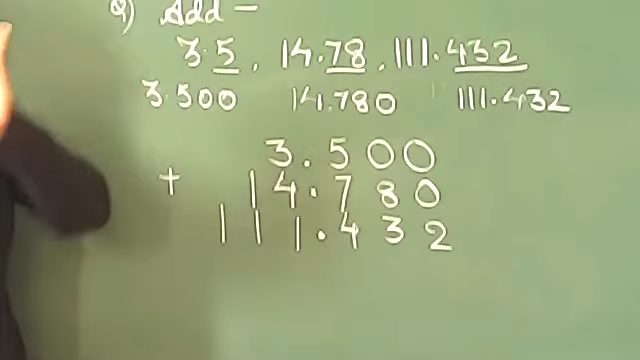 Q) Add –
3.5, 14.78, 111.432
3.500 14.780 111.432
3.500
+ 14.780
111.432